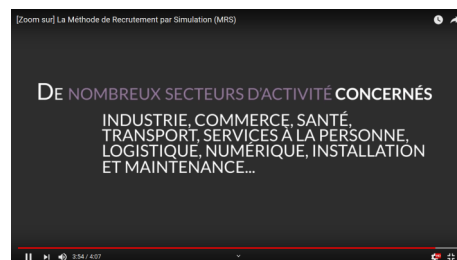 [Zoom sur] La Méthode de Recrutement par Simulation (MRS)
DE NOMBREUX SECTEURS D'ACTIVITÉ CONCERNÉS
INDUSTRIE, COMMERCE, SANTÉ,
TRANSPORT, SERVICES À LA PERSONNE,
LOGISTIQUE, NUMÉRIQUE, INSTALLATION
ET MAINTENANCE...
3:54 / 4:07